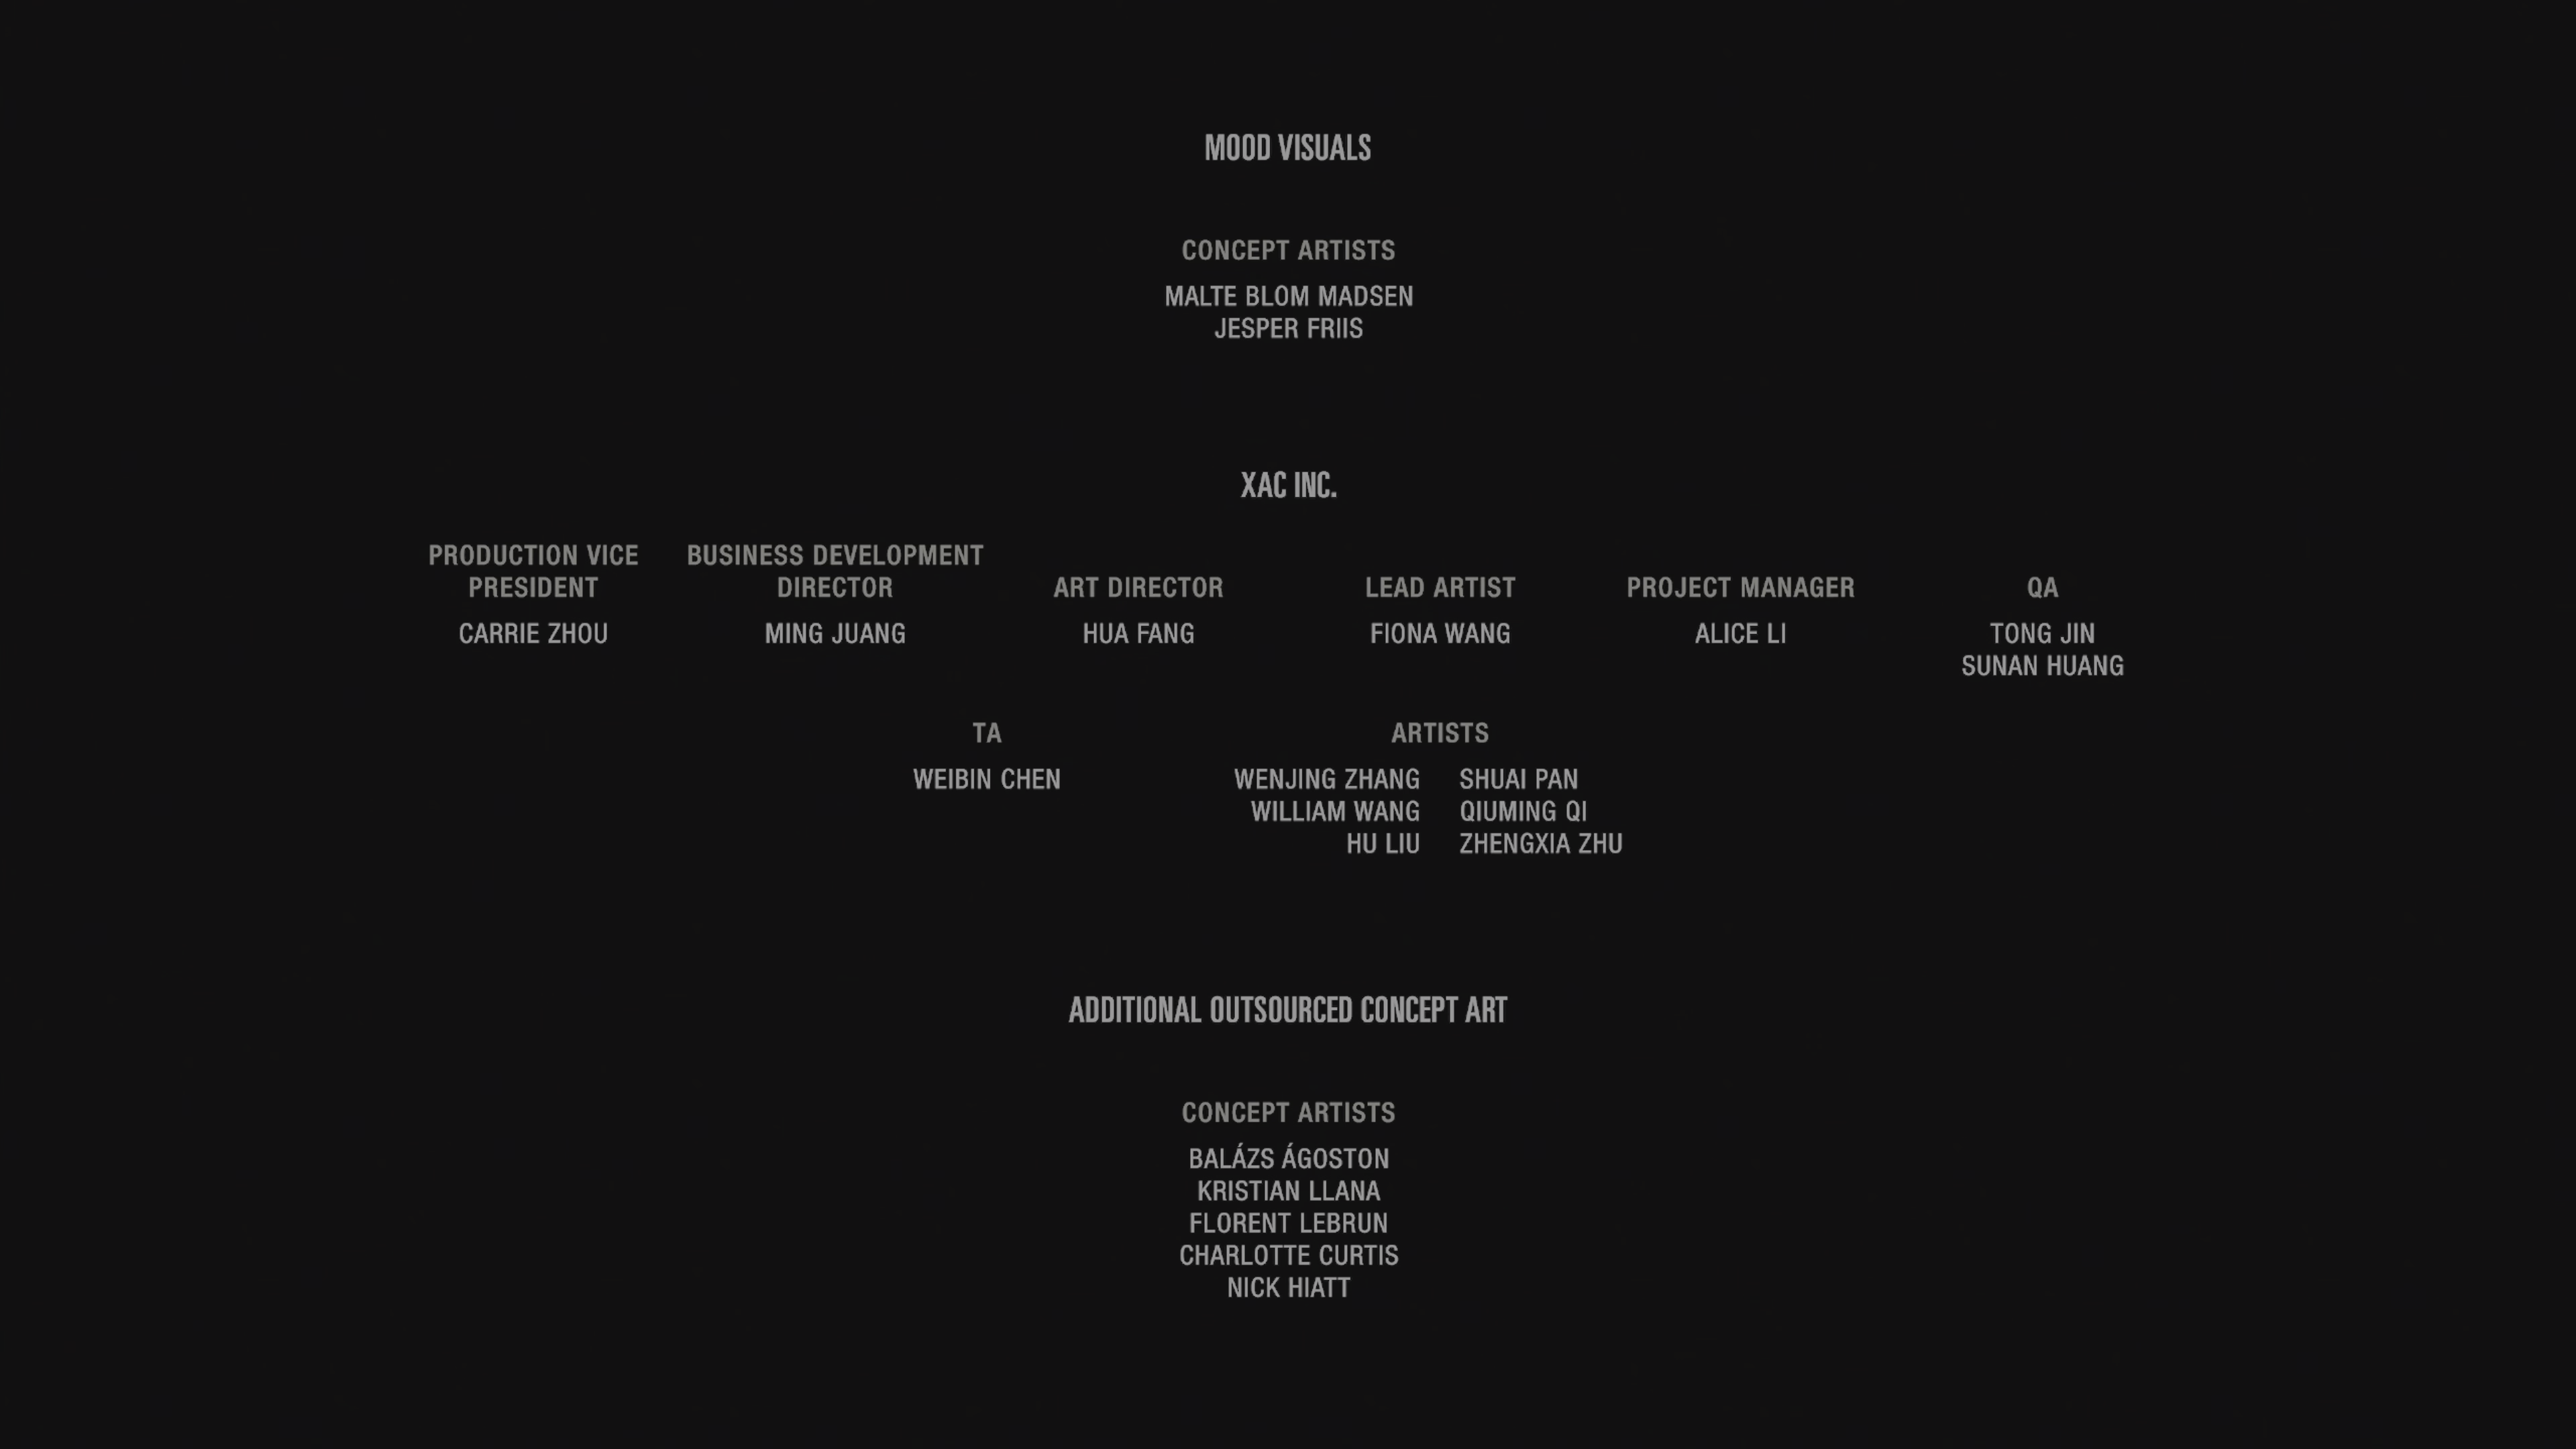 MOOD VISUALS
CONCEPT ARTISTS
MALTE BLOM MADSEN
JESPER FRIIS
XAC INC.
PRODUCTION VICE
PRESIDENT
CARRIE ZHOU
BUSINESS DEVELOPMENT
DIRECTOR
MING JUANG
ART DIRECTOR
HUA FANG
LEAD ARTIST
FIONA WANG
PROJECT MANAGER
ALICE LI
QA
TONG JIN
SUNAN HUANG
TA
WEIBIN CHEN
ARTISTS
WENJING ZHANG SHUAI PAN
WILLIAM WANG QIUMING QI
HU LIU ZHENGXIA ZHU
ADDITIONAL OUTSOURCED CONCEPT ART
CONCEPT ARTISTS
BALÁZS ÁGOSTON
KRISTIAN LLANA
FLORENT LEBRUN
CHARLOTTE CURTIS
NICK HIATT